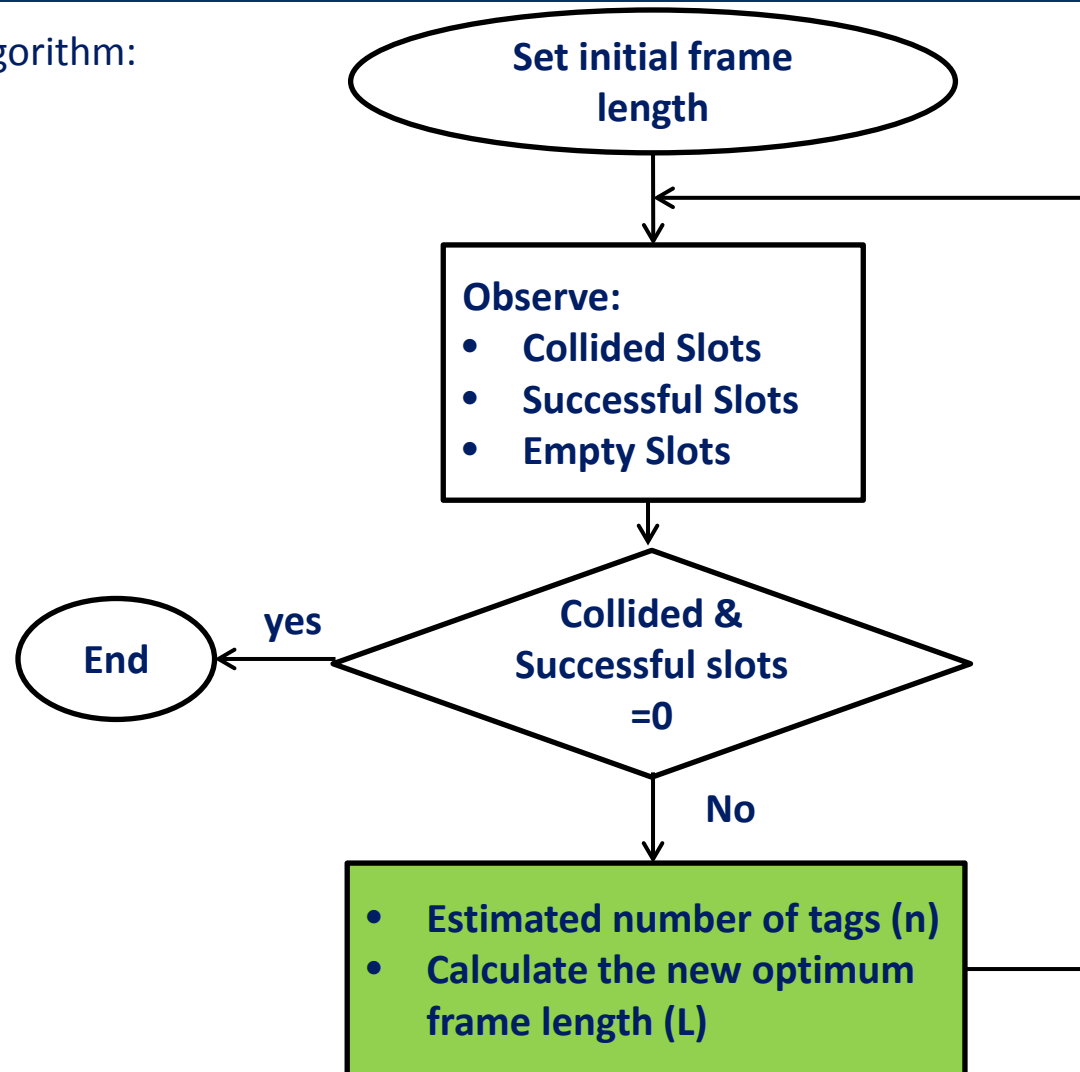 gorithm:
Set initial frame
length
Observe:
• Collided Slots
• Successful Slots
• Empty Slots
Collided &
Successful slots
=0
yes
End
No
• Estimated number of tags (n)
• Calculate the new optimum
frame length (L)